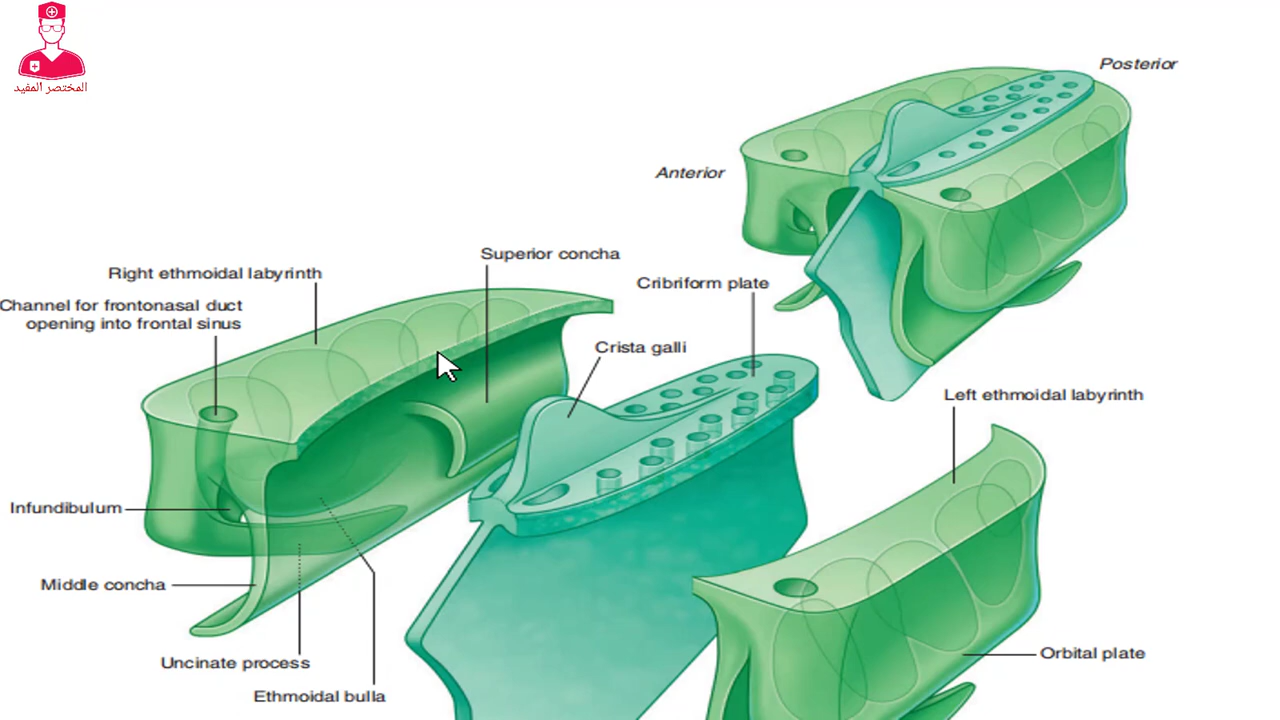 المختصر المفيد
Posterior
Anterior
Superior concha
Right ethmoidal labyrinth
Cribriform plate
Channel for frontonasal duct
opening into frontal sinus
Crista galli
Left ethmoidal labyrinth
Infundibulum
Middle concha
Orbital plate
Uncinate process
Ethmoidal bulla